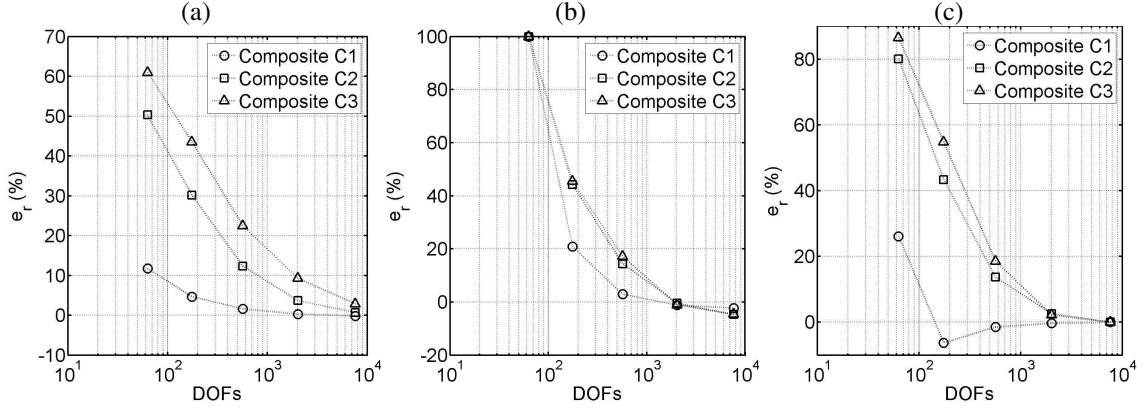 (a)
70
60
50
40
30
20
10
0
-10
e_r (%)
10^1
10^2
10^3
10^4
DOFs
Composite C1
Composite C2
Composite C3
(b)
100
80
60
40
20
0
-20
e_r (%)
10^1
10^2
10^3
10^4
DOFs
Composite C1
Composite C2
Composite C3
(c)
80
60
40
20
0
e_r (%)
10^1
10^2
10^3
10^4
DOFs
Composite C1
Composite C2
Composite C3